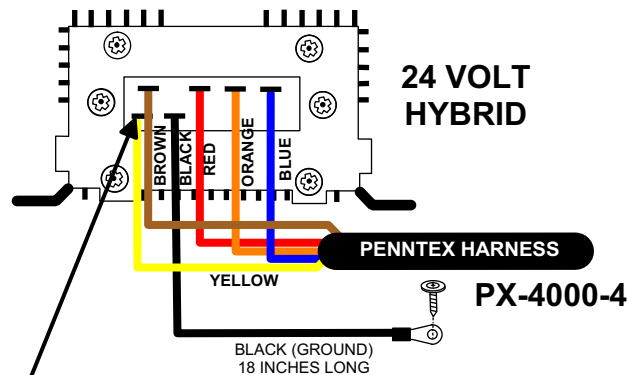 24 VOLT
HYBRID
BROWN
BLACK
RED
ORANGE
BLUE
PENNTEX HARNESS
YELLOW
PX-4000-4
BLACK (GROUND)
18 INCHES LONG